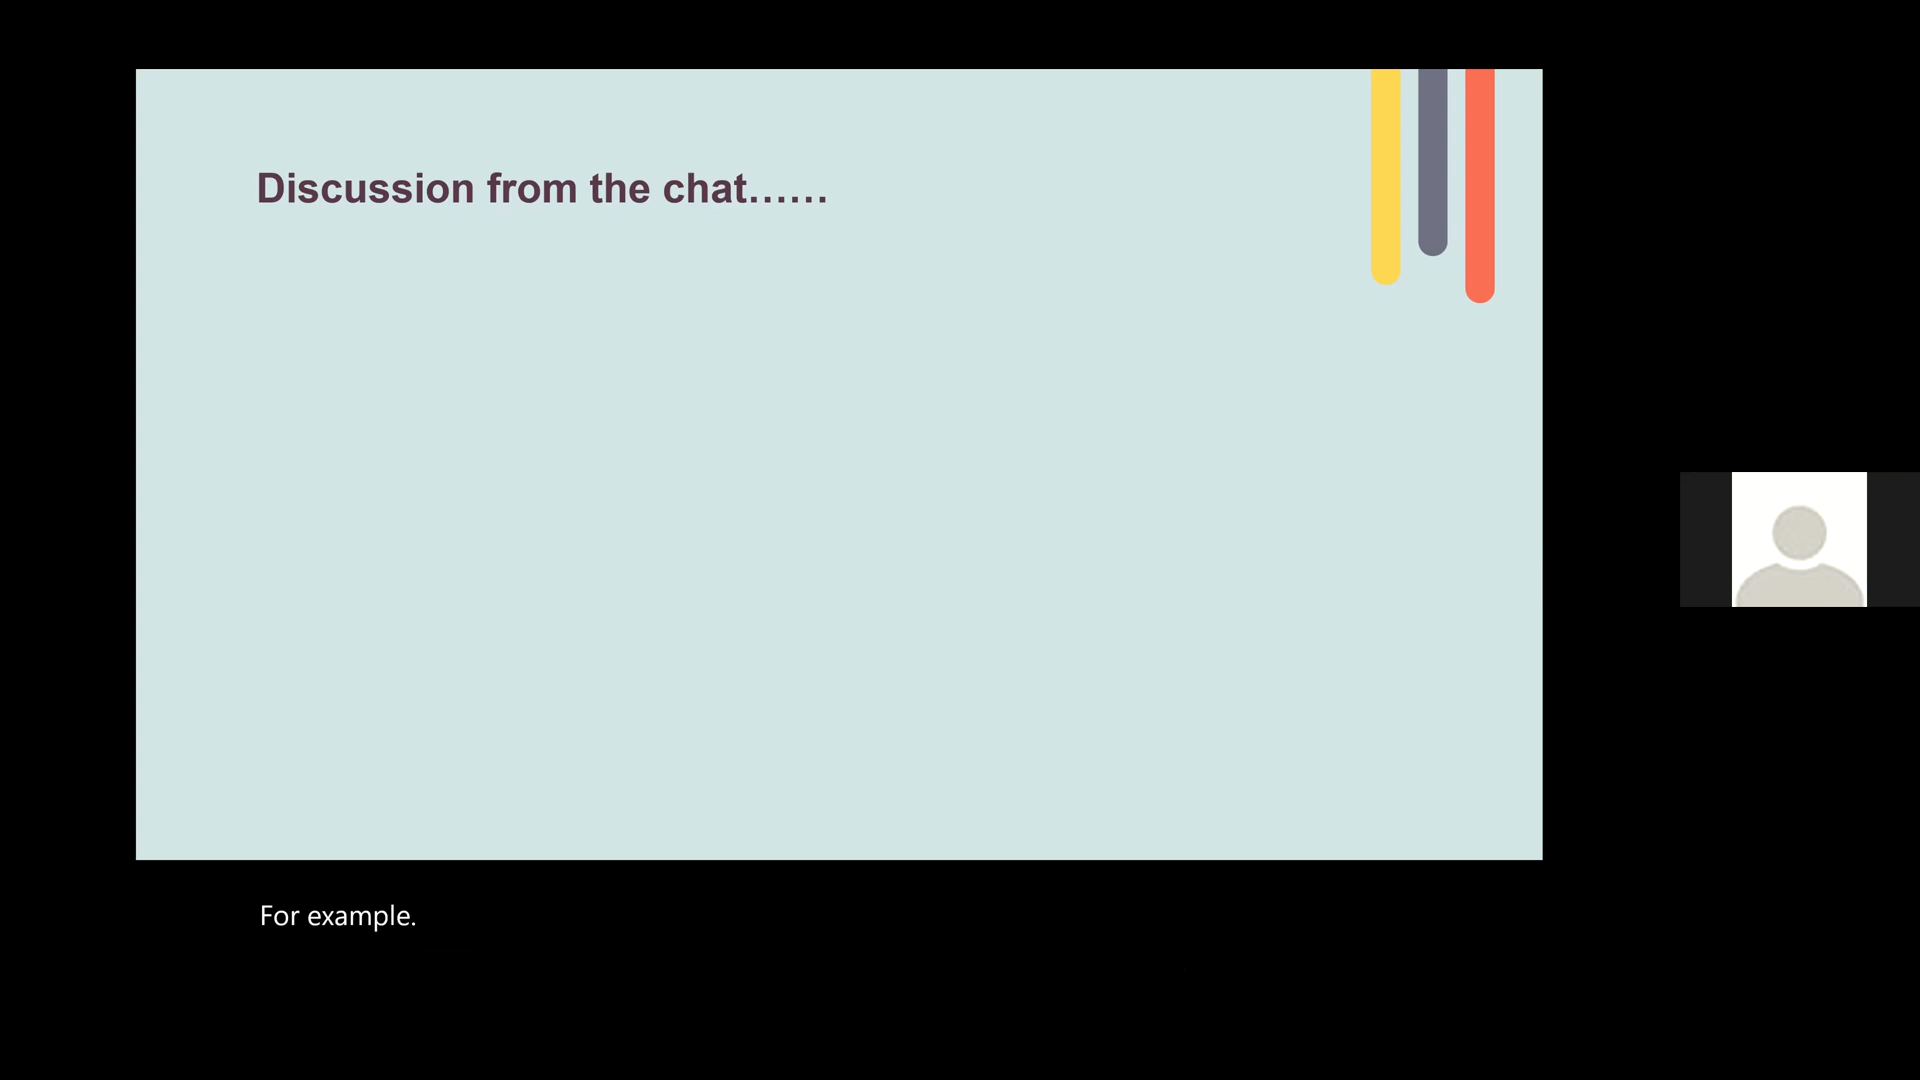 Discussion from the chat……
For example.